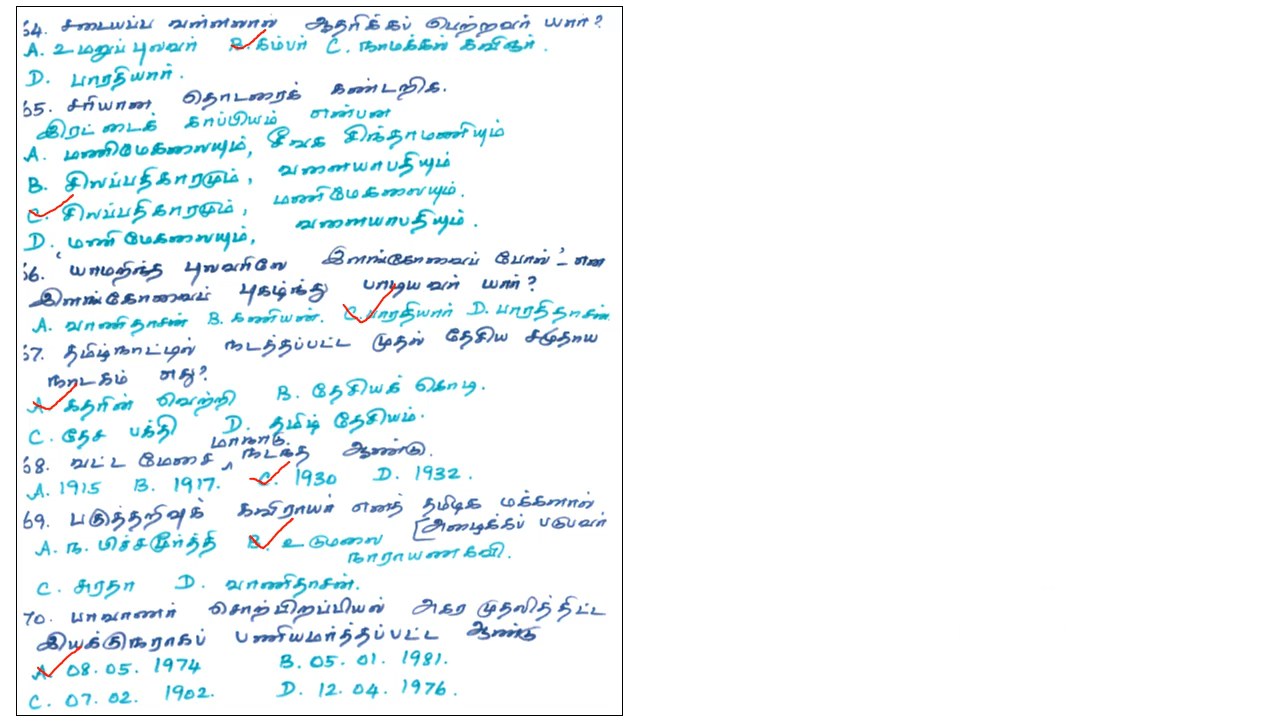 64. சடையப்ப வள்ளலால் ஆதரிக்கப் பெற்றவர் யார்?
A. உமறுப் புலவர் B. கம்பர் C. நாமக்கல் கவிஞர்.
D. பாரதியார்.
65. சரியான தொடரைக் கண்டறிக.
இரட்டைக் காப்பியம் என்பன
A. மணிமேகலையும், சீவக சிந்தாமணியும்
B. சிலப்பதிகாரமும், வளையாபதியும்
C. சிலப்பதிகாரமும், மணிமேகலையும்.
D. மணிமேகலையும், வளையாபதியும்.
66. 'யாமறிந்த புலவரிலே இளங்கோவைப் போல்' – என
இளங்கோவைப் புகழ்ந்து பாடியவர் யார்?
A. வாணிதாசன் B. கணியன். C. பாரதியார் D. பாரதிதாசன்.
67. தமிழ்நாட்டில் நடத்தப்பட்ட முதல் தேசிய சமுதாய
நாடகம் எது?
A. கதரின் வெற்றி B. தேசியக் கொடி.
C. தேச பக்தி D. தமிழ் தேசியம்.
மாநாடு.
68. வட்ட மேசை ^ நடந்த ஆண்டு.
A. 1915 B. 1917. C. 1930 D. 1932.
69. பகுத்தறிவுக் கவிராயர் எனத் தமிழக மக்களால்
[அழைக்கப் படுபவர்
A. ந. பிச்சமூர்த்தி B. உடுமலை
நாராயணகவி.
C. சுரதா D. வாணிதாசன்.
70. பாவாணர் சொற்பிறப்பியல் அகர முதலித்திட்ட
இயக்குநராகப் பணியமர்த்தப்பட்ட ஆண்டு
A. 08.05.1974 B. 05.01.1981.
C. 07.02.1902. D. 12.04.1976.